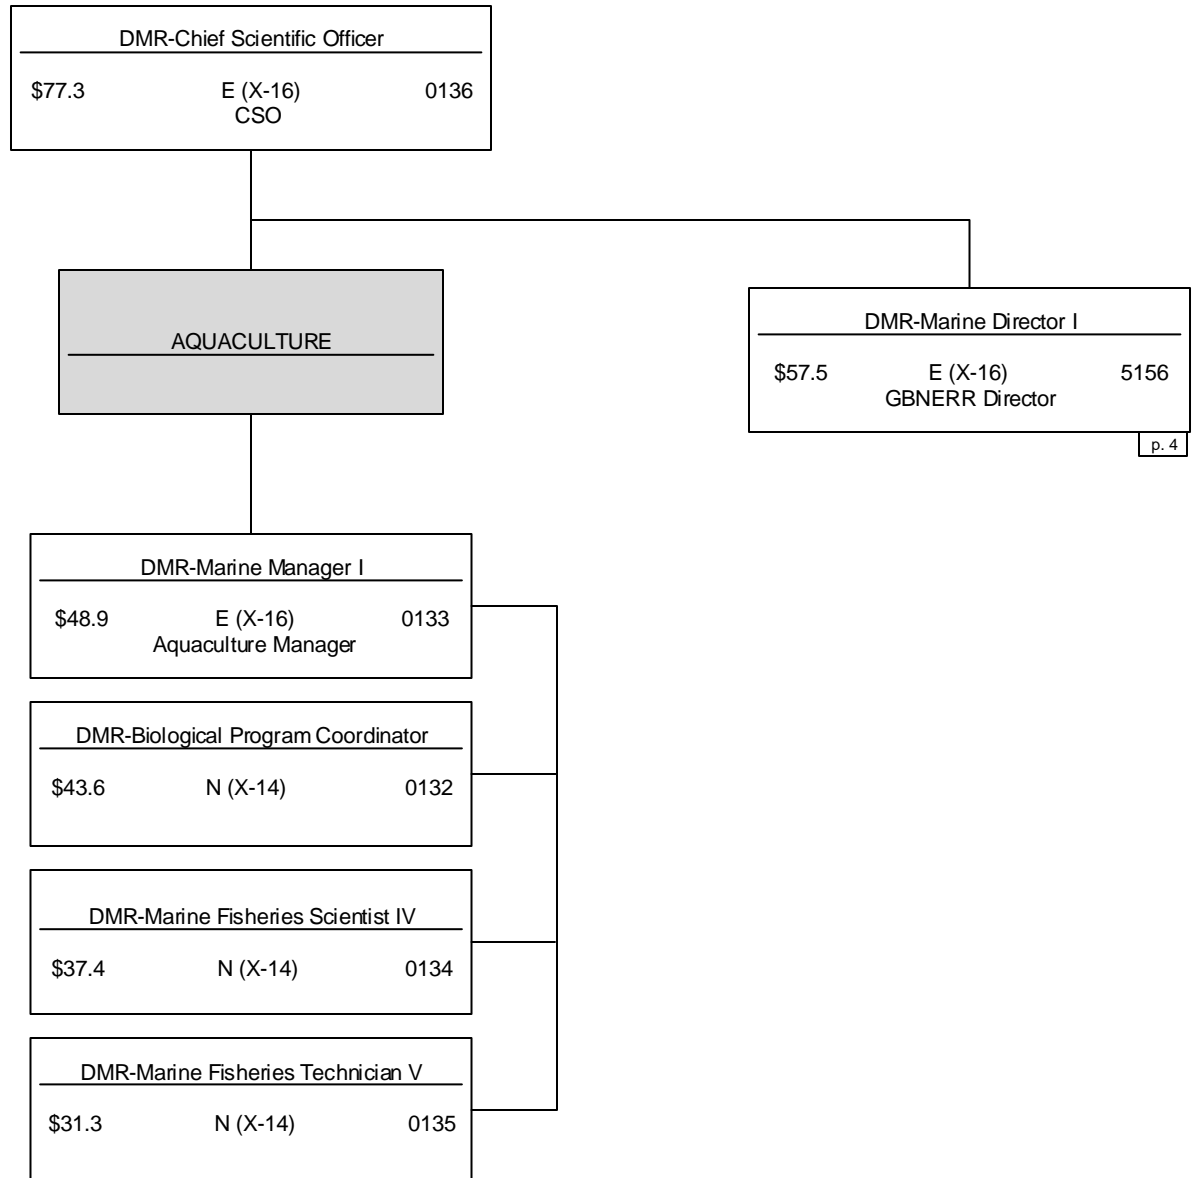 DMR-Chief Scientific Officer
$77.3 E (X-16) 0136
CSO
AQUACULTURE
DMR-Marine Director I
$57.5 E (X-16) 5156
GBNERR Director
p. 4
DMR-Marine Manager I
$48.9 E (X-16) 0133
Aquaculture Manager
DMR-Biological Program Coordinator
$43.6 N (X-14) 0132
DMR-Marine Fisheries Scientist IV
$37.4 N (X-14) 0134
DMR-Marine Fisheries Technician V
$31.3 N (X-14) 0135